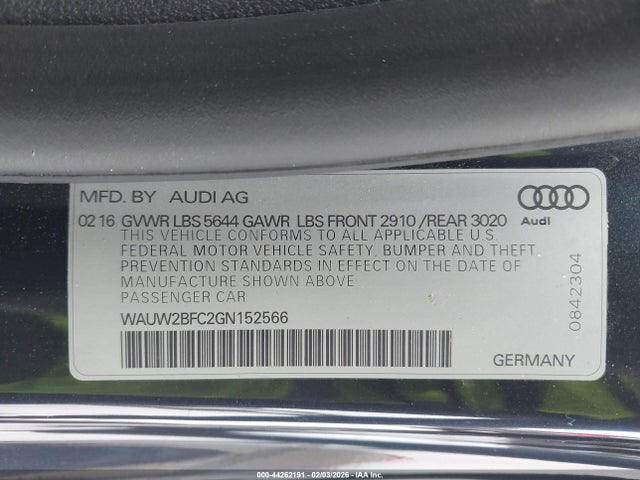 MFD. BY AUDI AG
02 16 GVWR LBS 5644 GAWR LBS FRONT 2910 /REAR 3020
THIS VEHICLE CONFORMS TO ALL APPLICABLE U.S
FEDERAL MOTOR VEHICLE SAFETY, BUMPER AND THEFT
PREVENTION STANDARDS IN EFFECT ON THE DATE OF
MANUFACTURE SHOWN ABOVE.
PASSENGER CAR
WAUW2BFC2GN152566
Audi
0842304
GERMANY
000-44262191 - 02/03/2026 - IAA, Inc.